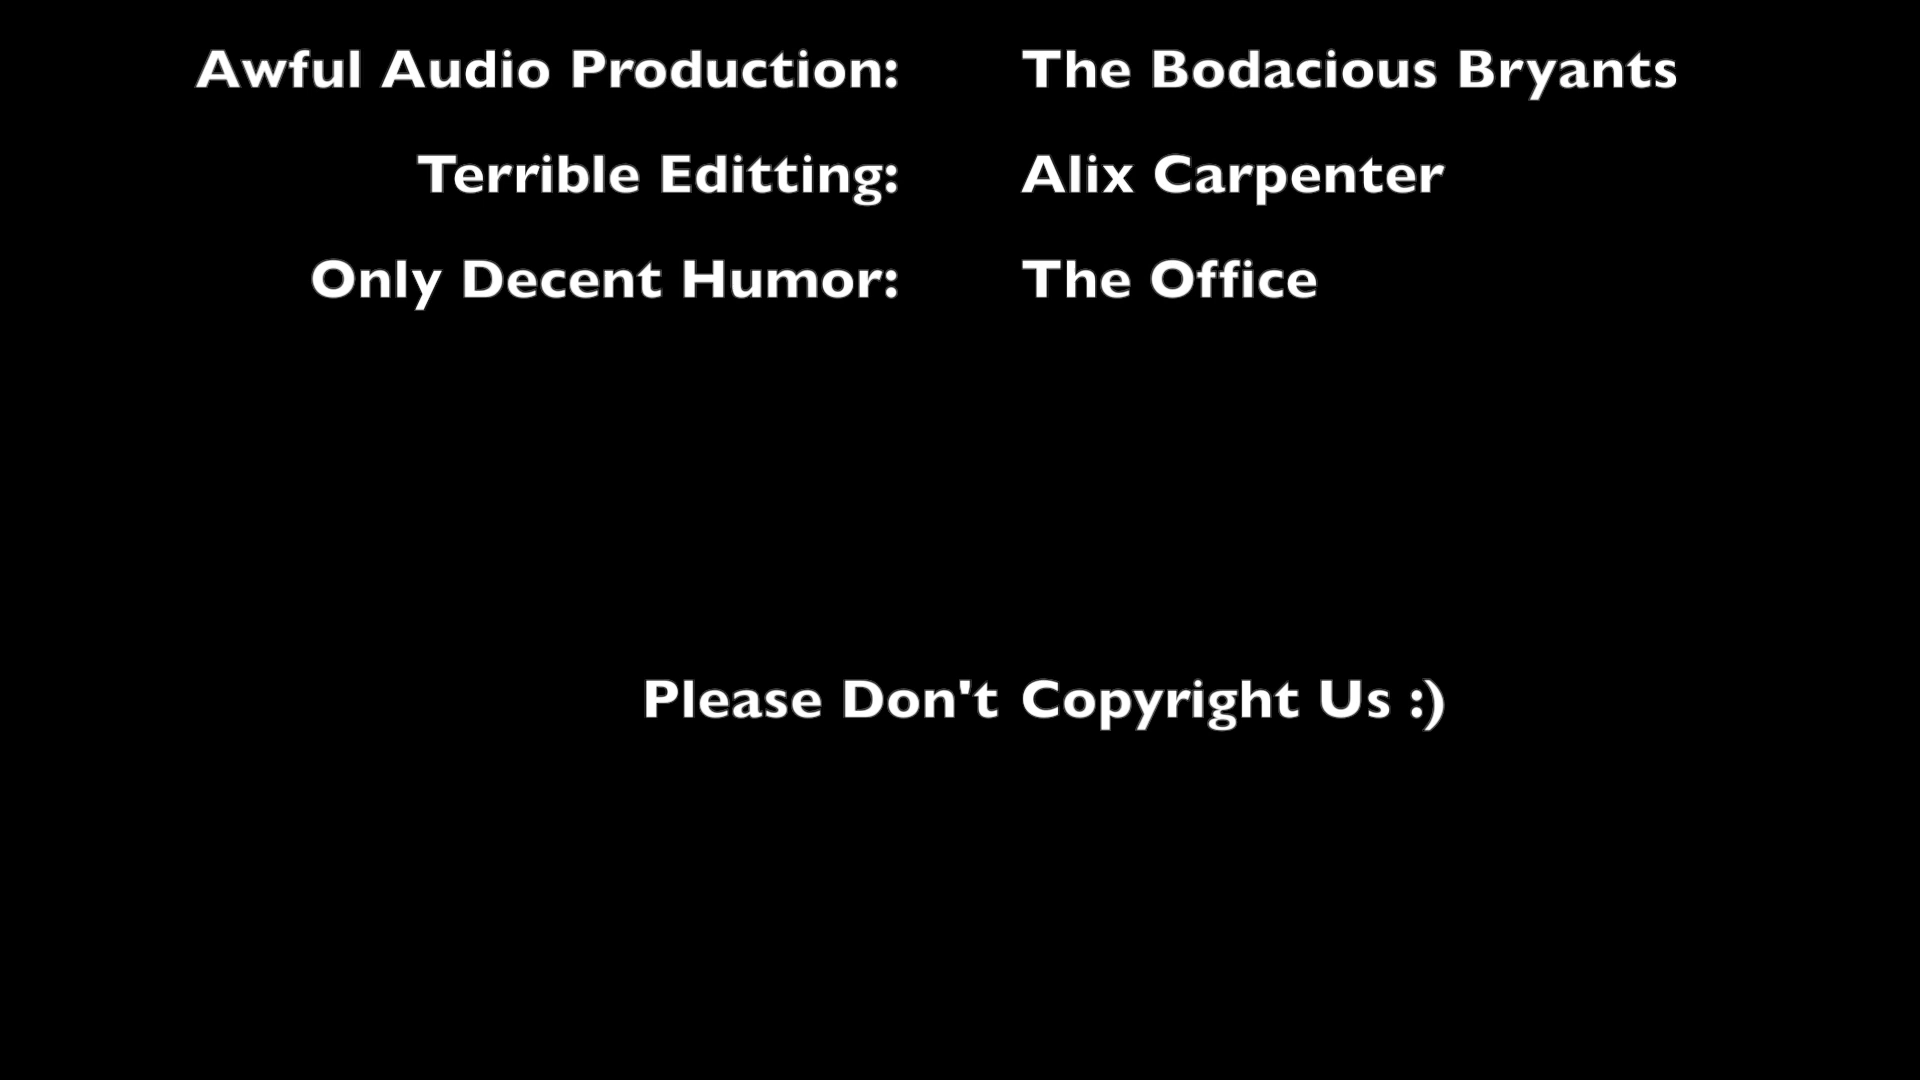 Awful Audio Production: The Bodacious Bryants
Terrible Editting: Alix Carpenter
Only Decent Humor: The Office
Please Don't Copyright Us :)